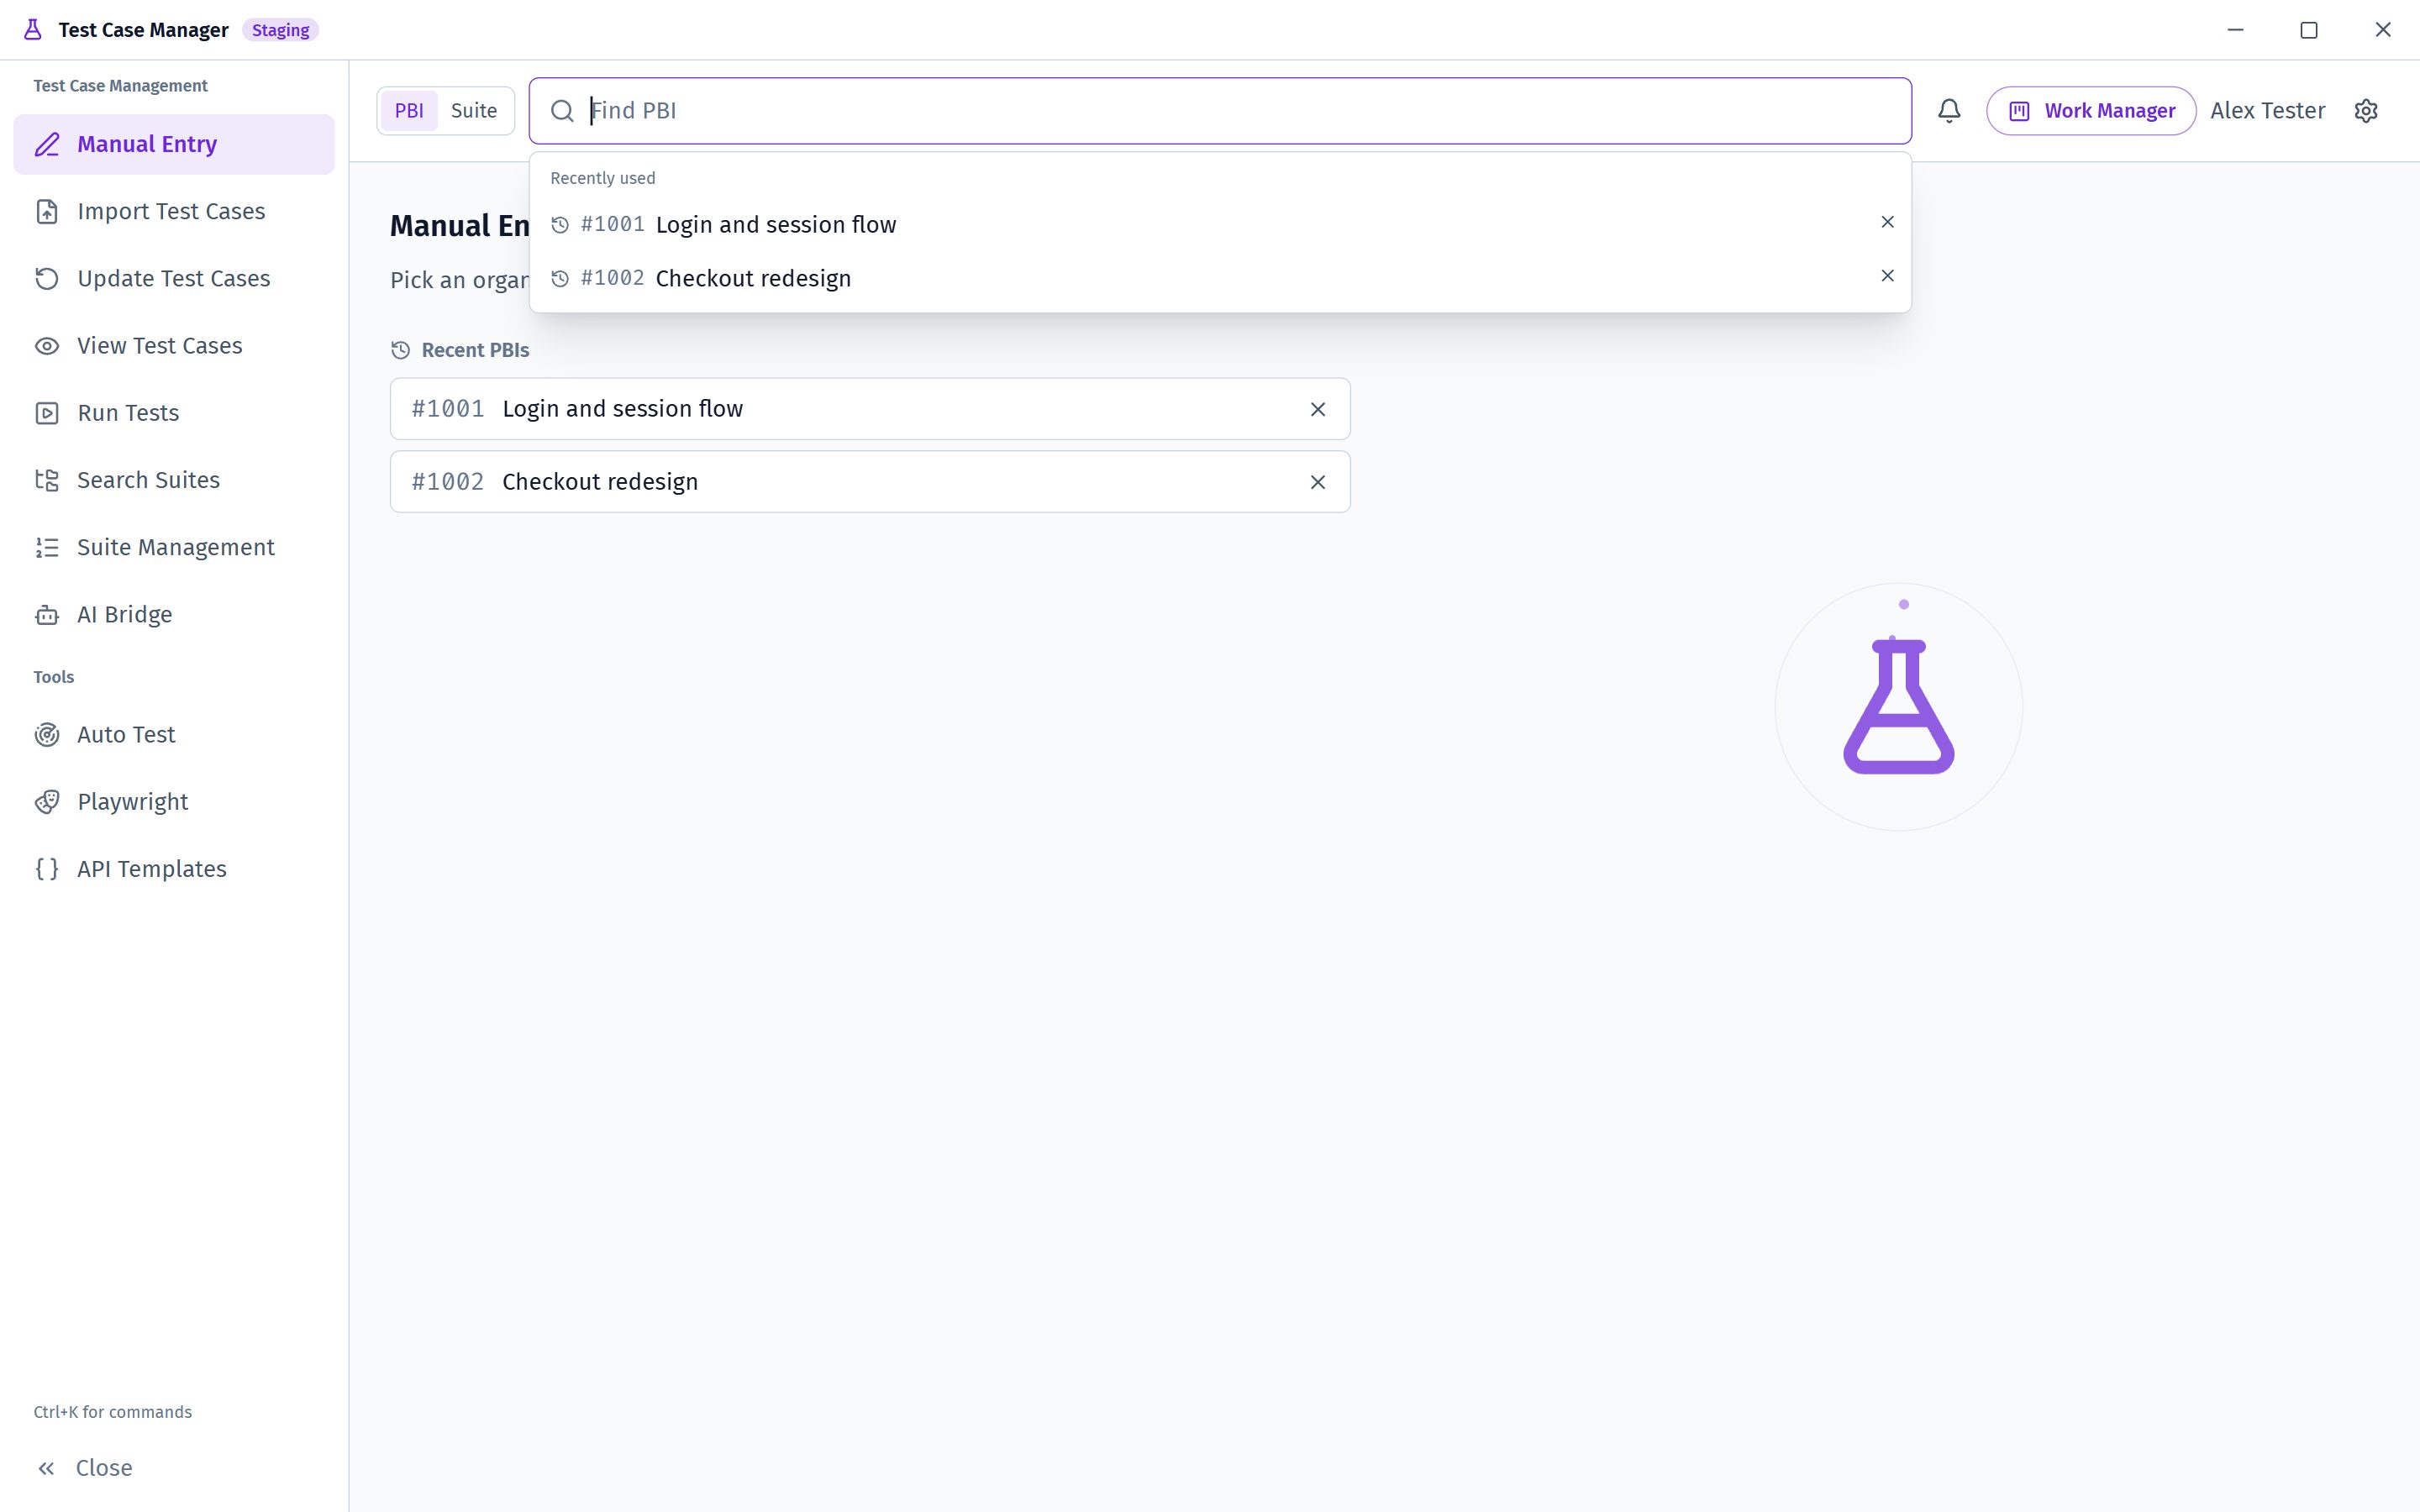 Test Case Manager Staging
Test Case Management
Manual Entry
Import Test Cases
Update Test Cases
View Test Cases
Run Tests
Search Suites
Suite Management
AI Bridge
Tools
Auto Test
Playwright
API Templates
Ctrl+K for commands
Close
PBI Suite Find PBI Work Manager Alex Tester
Recently used
#1001 Login and session flow
#1002 Checkout redesign
Manual En
Pick an organ
Recent PBIs
#1001 Login and session flow
#1002 Checkout redesign